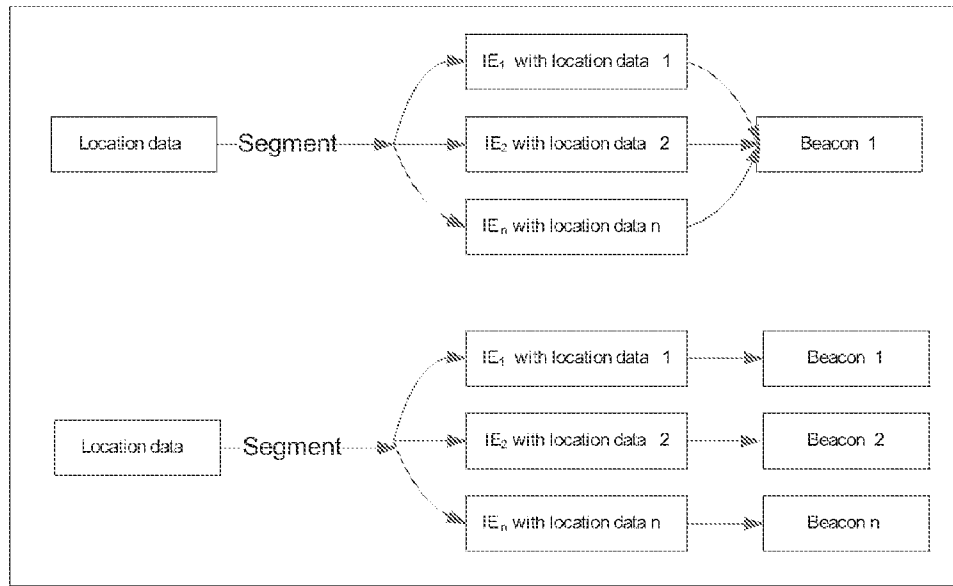 IE₁ with location data 1
Location data
Segment
IE₂ with location data 2
Beacon 1
IEₙ with location data n
IE₁ with location data 1
Beacon 1
Location data
Segment
IE₂ with location data 2
Beacon 2
IEₙ with location data n
Beacon n